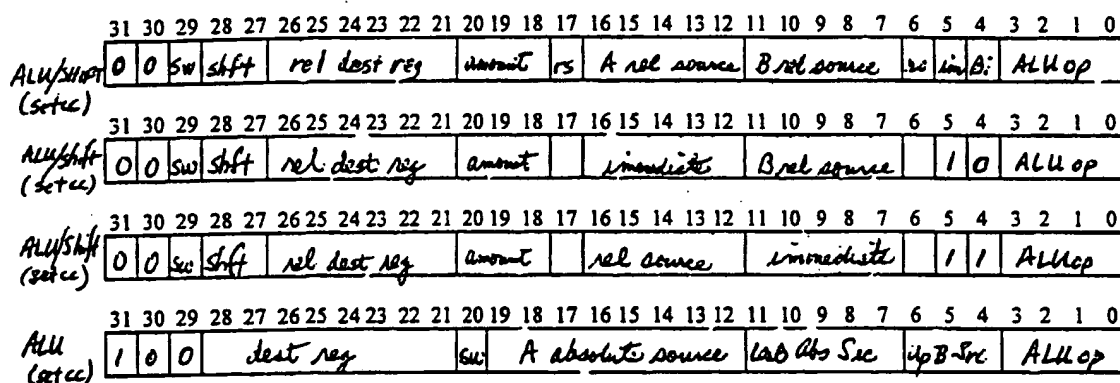 31 30 29 28 27 26 25 24 23 22 21 20 19 18 17 16 15 14 13 12 11 10 9 8 7 6 5 4 3 2 1 0
ALU/Shift 0 0 sw shft rel dest reg amount rs A rel source B rel source im Bi ALU op
(setcc)
31 30 29 28 27 26 25 24 23 22 21 20 19 18 17 16 15 14 13 12 11 10 9 8 7 6 5 4 3 2 1 0
ALU/shift 0 0 sw shft rel dest reg amount immediate B rel source 1 0 ALU op
(setcc)
31 30 29 28 27 26 25 24 23 22 21 20 19 18 17 16 15 14 13 12 11 10 9 8 7 6 5 4 3 2 1 0
ALU/Shift 0 0 sw shft rel dest reg amount rel source immediate 1 1 ALU op
(setcc)
31 30 29 28 27 26 25 24 23 22 21 20 19 18 17 16 15 14 13 12 11 10 9 8 7 6 5 4 3 2 1 0
ALU 1 0 0 dest reg sw A absolute source B Abs Src up B-Src ALU op
(setcc)